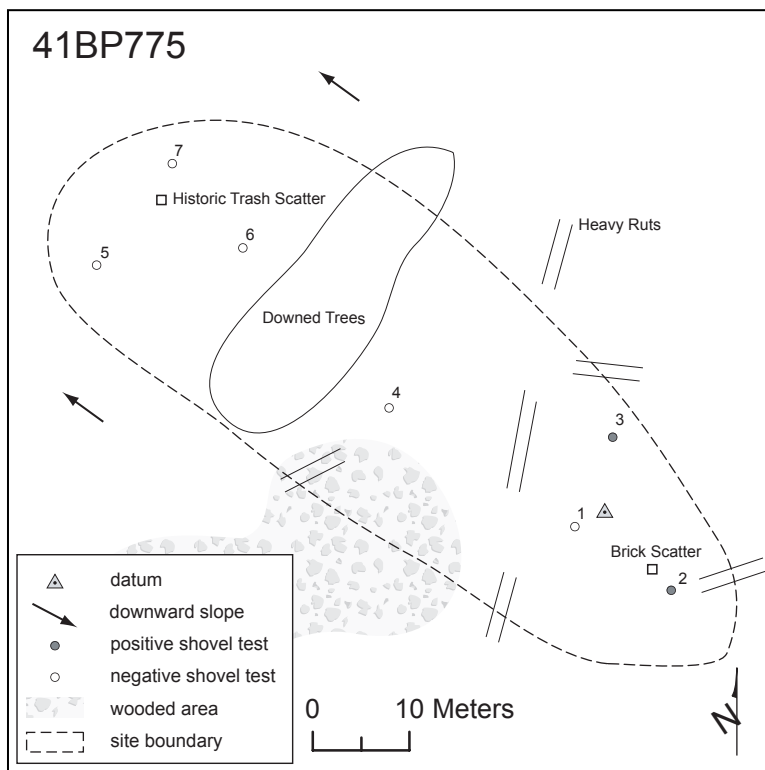 41BP775
7
Historic Trash Scatter
6
5
Heavy Ruts
Downed Trees
4
3
1
Brick Scatter
2
datum
downward slope
positive shovel test
negative shovel test
wooded area
site boundary
0 10 Meters
N